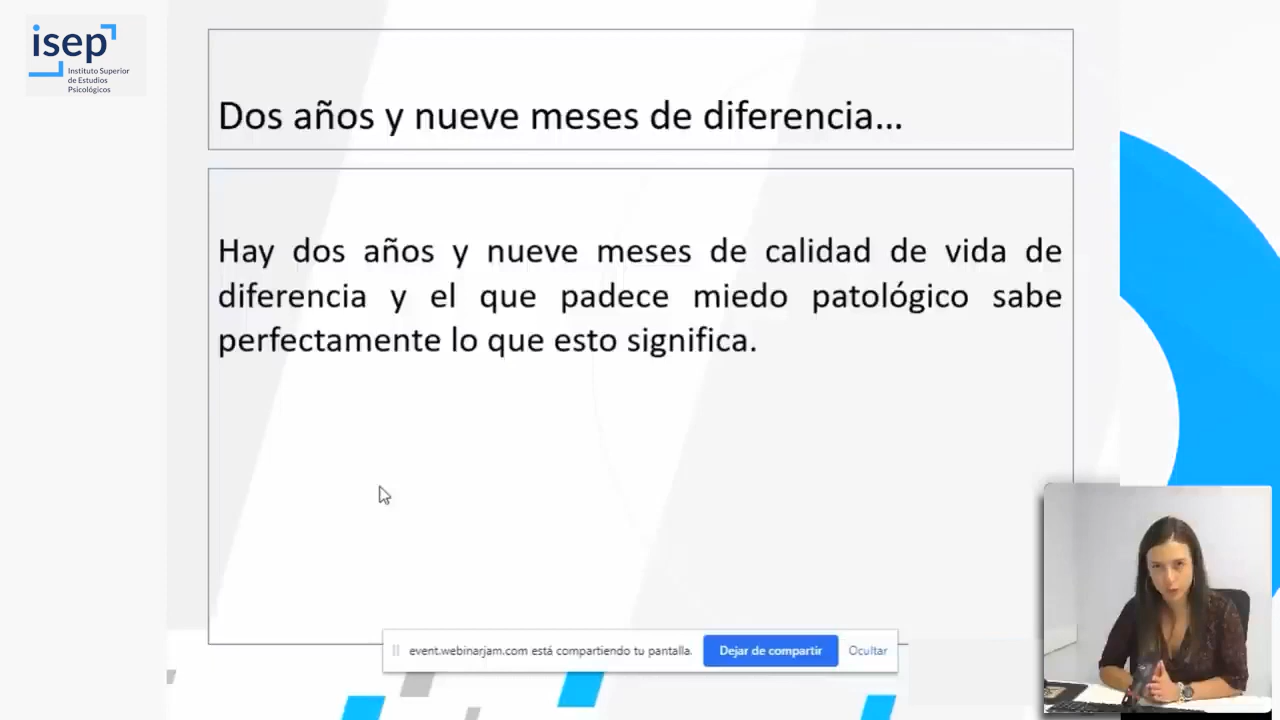 isep
Instituto Superior
de Estudios
Psicológicos
Dos años y nueve meses de diferencia...
Hay dos años y nueve meses de calidad de vida de
diferencia y el que padece miedo patológico sabe
perfectamente lo que esto significa.
event.webinarjam.com está compartiendo tu pantalla.
Dejar de compartir
Ocultar